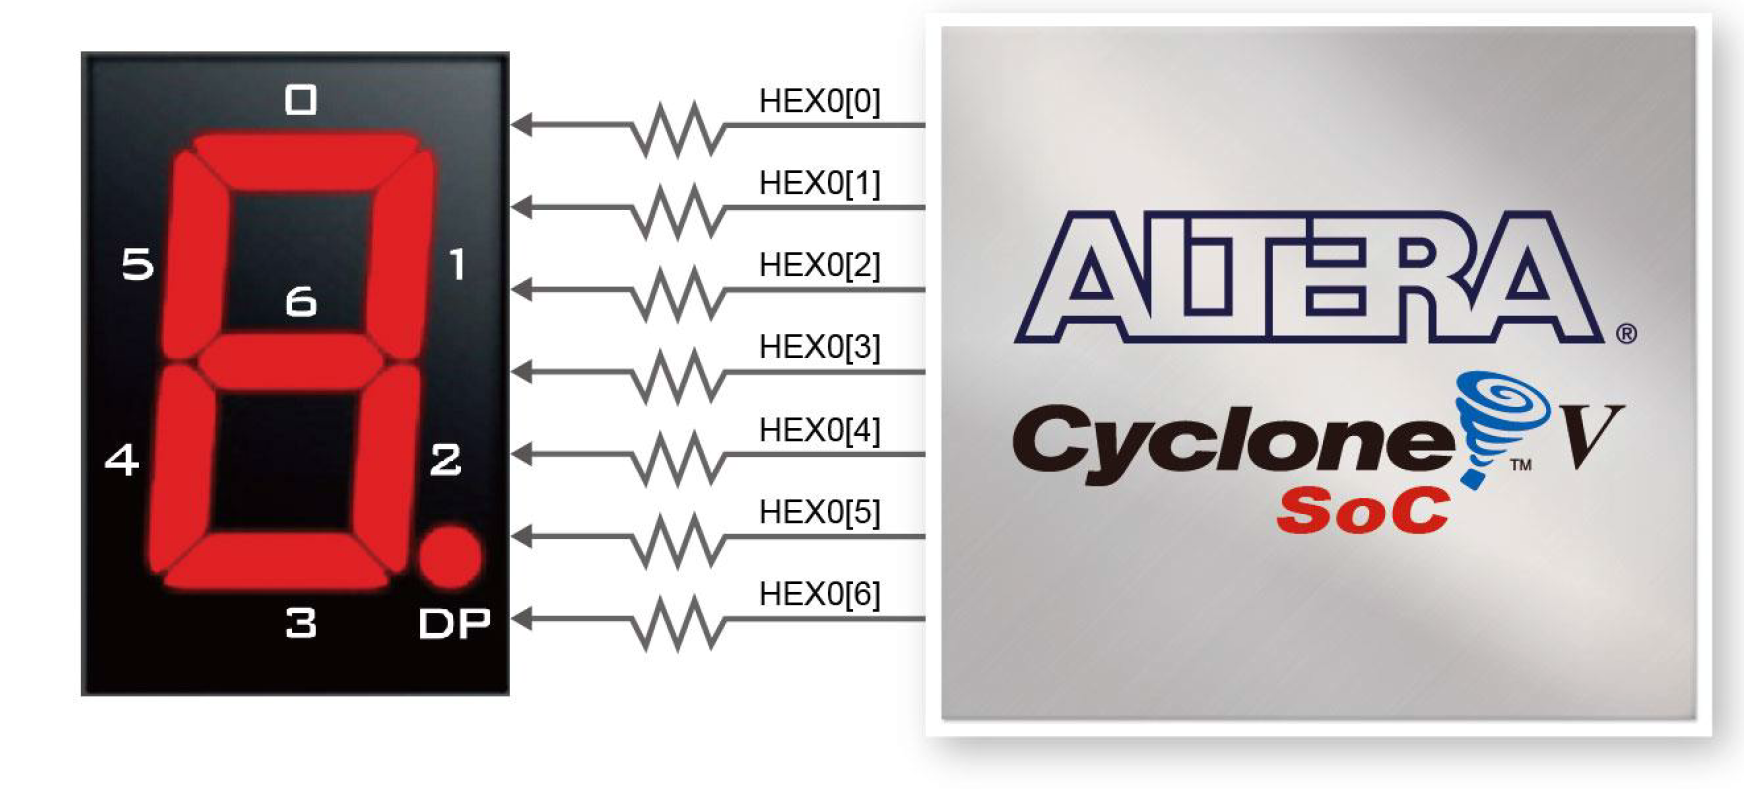 0
5
1
6
4
2
3
DP
HEX0[0]
HEX0[1]
HEX0[2]
HEX0[3]
HEX0[4]
HEX0[5]
HEX0[6]
ALTERA®
Cyclone™ V
SoC